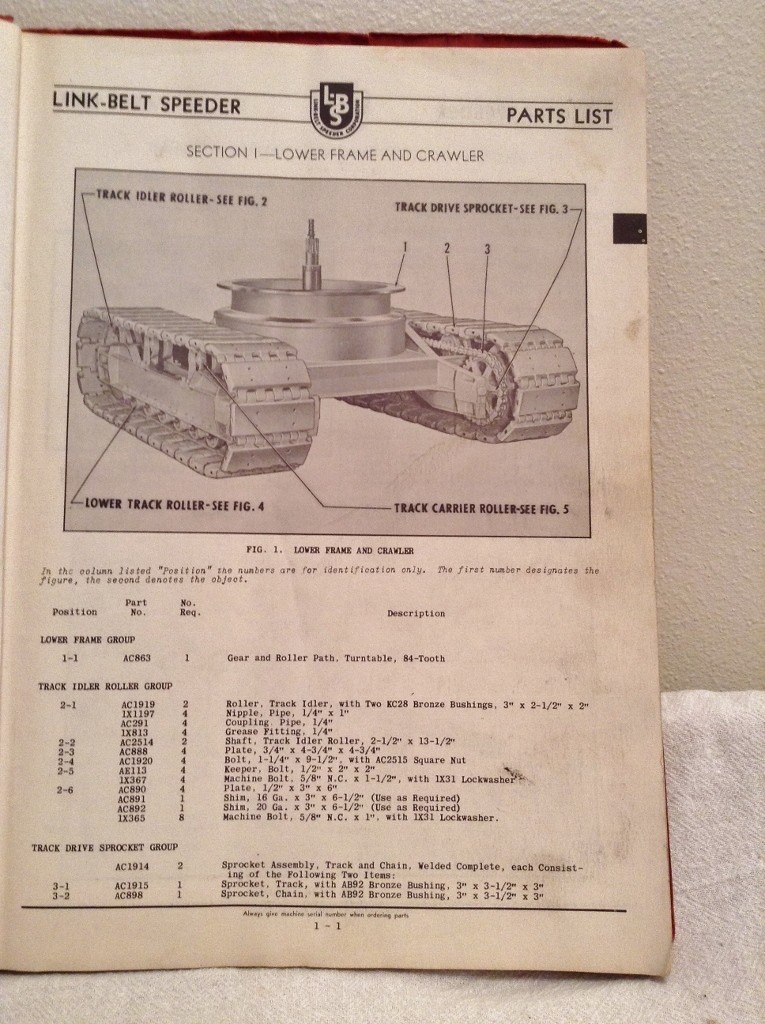 LINK-BELT SPEEDER
LBS
LINK-BELT SPEEDER CORPORATION
PARTS LIST
SECTION I—LOWER FRAME AND CRAWLER
TRACK IDLER ROLLER-SEE FIG. 2
TRACK DRIVE SPROCKET-SEE FIG. 3
1 2 3
LOWER TRACK ROLLER-SEE FIG. 4
TRACK CARRIER ROLLER-SEE FIG. 5
FIG. 1. LOWER FRAME AND CRAWLER
In the column listed "Position" the numbers are for identification only. The first number designates the
figure, the second denotes the object.
Part No.
Position No. Req. Description
LOWER FRAME GROUP
1-1 AC863 1 Gear and Roller Path, Turntable, 84-Tooth
TRACK IDLER ROLLER GROUP
2-1 AC1919 2 Roller, Track Idler, with Two KC28 Bronze Bushings, 3" x 2-1/2" x 2"
1X1197 4 Nipple, Pipe, 1/4" x 1"
AC291 4 Coupling, Pipe, 1/4"
1X813 4 Grease Fitting, 1/4"
2-2 AC2514 2 Shaft, Track Idler Roller, 2-1/2" x 13-1/2"
2-3 AC888 4 Plate, 3/4" x 4-3/4" x 4-3/4"
2-4 AC1920 4 Bolt, 1-1/4" x 9-1/2", with AC2515 Square Nut
2-5 AE113 4 Keeper, Bolt, 1/2" x 2" x 2"
1X367 4 Machine Bolt, 5/8" N.C. x 1-1/2", with 1X31 Lockwasher
2-6 AC890 4 Plate, 1/2" x 3" x 6"
AC891 1 Shim, 16 Ga. x 3" x 6-1/2" (Use as Required)
AC892 1 Shim, 20 Ga. x 3" x 6-1/2" (Use as Required)
1X365 8 Machine Bolt, 5/8" N.C. x 1", with 1X31 Lockwasher.
TRACK DRIVE SPROCKET GROUP
AC1914 2 Sprocket Assembly, Track and Chain, Welded Complete, each Consist-
ing of the Following Two Items:
3-1 AC1915 1 Sprocket, Track, with AB92 Bronze Bushing, 3" x 3-1/2" x 3"
3-2 AC898 1 Sprocket, Chain, with AB92 Bronze Bushing, 3" x 3-1/2" x 3"
Always give machine serial number when ordering parts
1 - 1